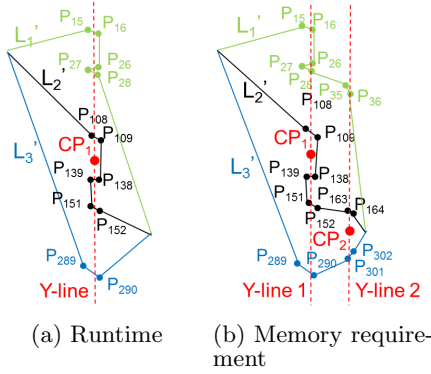 P15 P16
L1'
P27 P26
P28
L2'
P108
P109
CP1
L3'
P139 P138
P151
P152
P289
P290
Y-line
(a) Runtime
P15 P16
L1'
P27 P26
P28 P35 P36
L2'
P108
P109
CP1
L3'
P139 P138
P151 P163 P164
P152
CP2
P289 P290 P302
P301
Y-line 1 Y-line 2
(b) Memory require-
ment